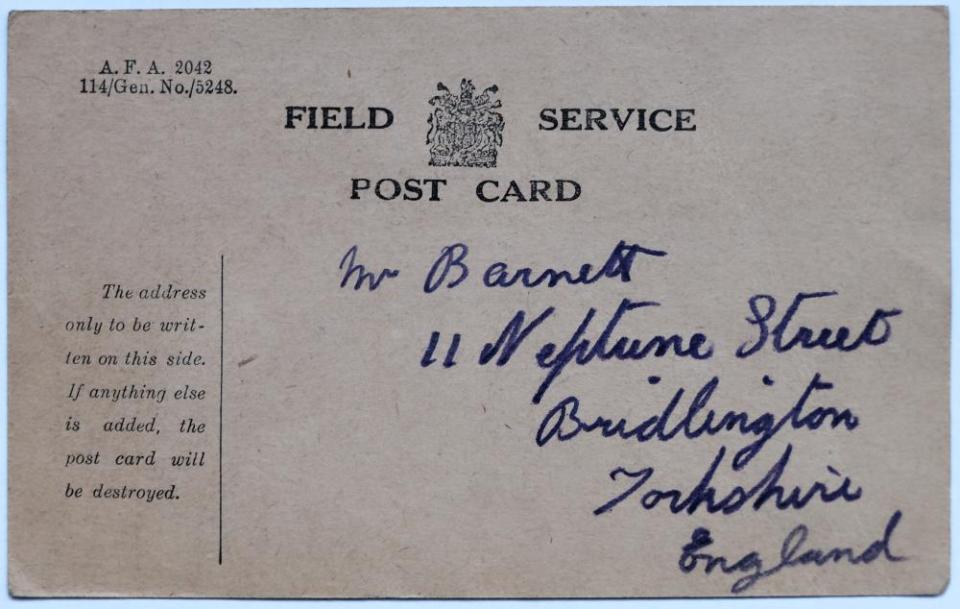 A. F. A. 2042
114/Gen. No./5248.
FIELD SERVICE
POST CARD
The address
only to be writ-
ten on this side.
If anything else
is added, the
post card will
be destroyed.
Mr Barnett
11 Neptune Street
Bridlington
Yorkshire
England